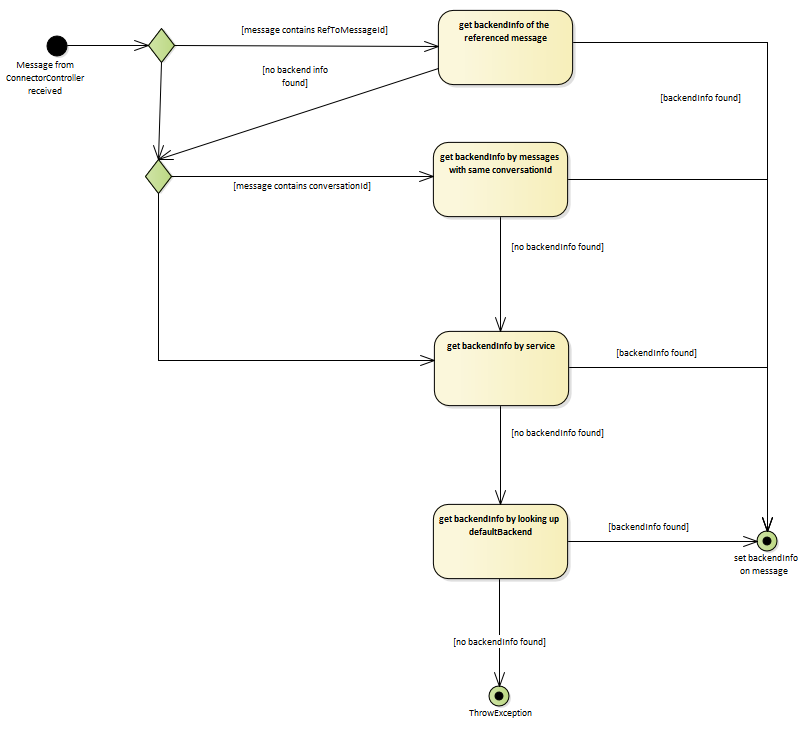 get backendInfo of the
referenced message
[message contains RefToMessageId]
Message from
ConnectorController
received
[no backend info
found]
[backendInfo found]
get backendInfo by messages
with same conversationId
[message contains conversationId]
[no backendInfo found]
get backendInfo by service
[backendInfo found]
[no backendInfo found]
get backendInfo by looking up
defaultBackend
[backendInfo found]
set backendInfo
on message
[no backendInfo found]
ThrowException